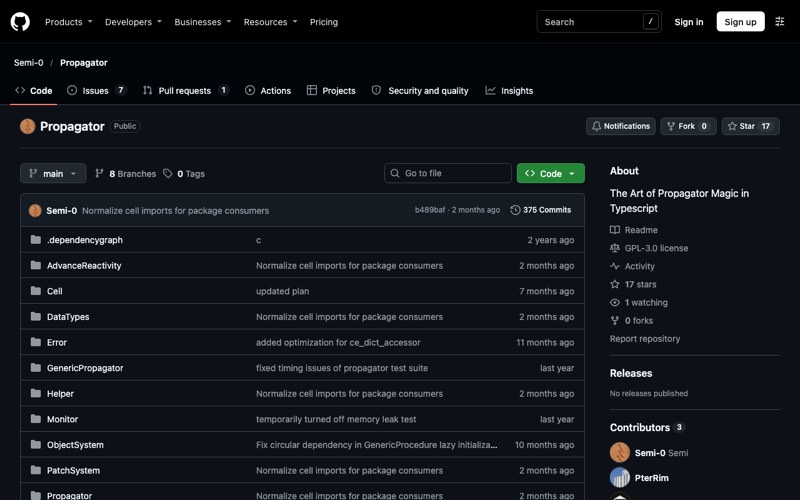 Products Developers Businesses Resources Pricing Search / Sign in Sign up
Semi-0 / Propagator
Code Issues 7 Pull requests 1 Actions Projects Security and quality Insights
Propagator Public Notifications Fork 0 Star 17
main 8 Branches 0 Tags Go to file Code
Semi-0 Normalize cell imports for package consumers b489baf · 2 months ago 375 Commits
.dependencygraph c 2 years ago
AdvanceReactivity Normalize cell imports for package consumers 2 months ago
Cell updated plan 7 months ago
DataTypes Normalize cell imports for package consumers 2 months ago
Error added optimization for ce_dict_accessor 11 months ago
GenericPropagator fixed timing issues of propagator test suite last year
Helper Normalize cell imports for package consumers 2 months ago
Monitor temporarily turned off memory leak test last year
ObjectSystem Fix circular dependency in GenericProcedure lazy initializa... 10 months ago
PatchSystem Normalize cell imports for package consumers 2 months ago
Propagator Normalize cell imports for package consumers 2 months ago
About
The Art of Propagator Magic in
Typescript
Readme
GPL-3.0 license
Activity
17 stars
1 watching
0 forks
Report repository
Releases
No releases published
Contributors 3
Semi-0 Semi
PterRim